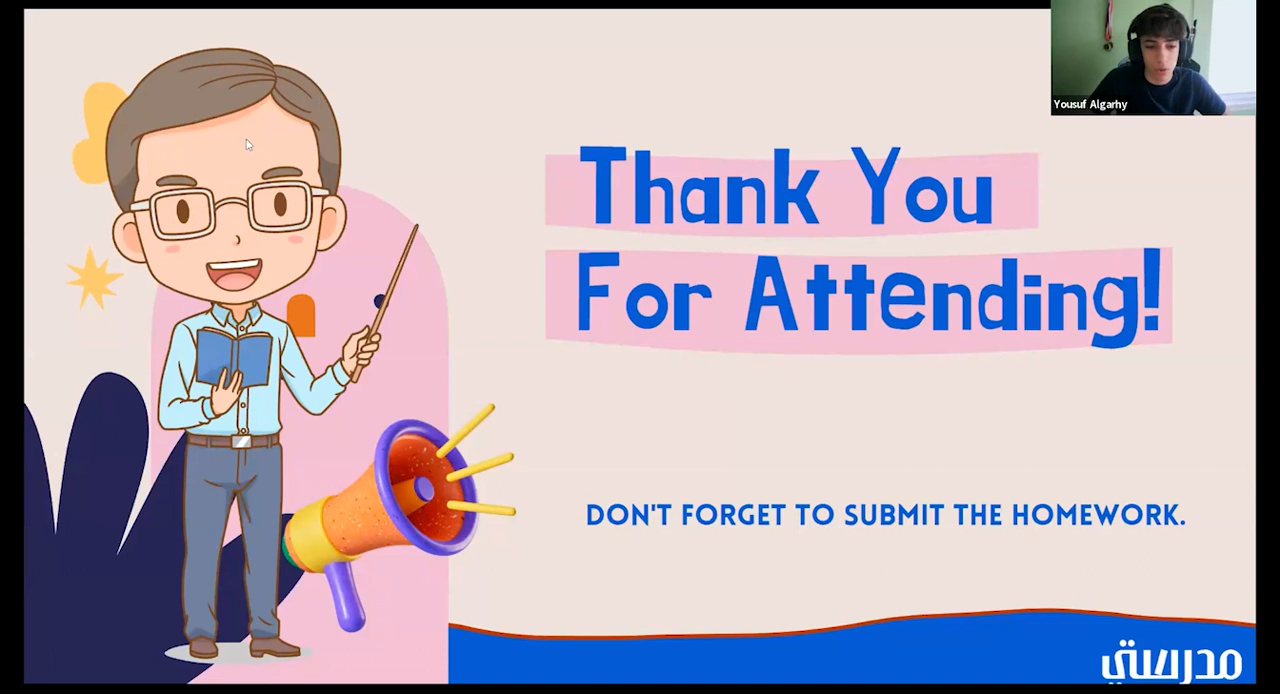 Yousuf Algarhy
Thank You
For Attending!
DON'T FORGET TO SUBMIT THE HOMEWORK.
مدرستي